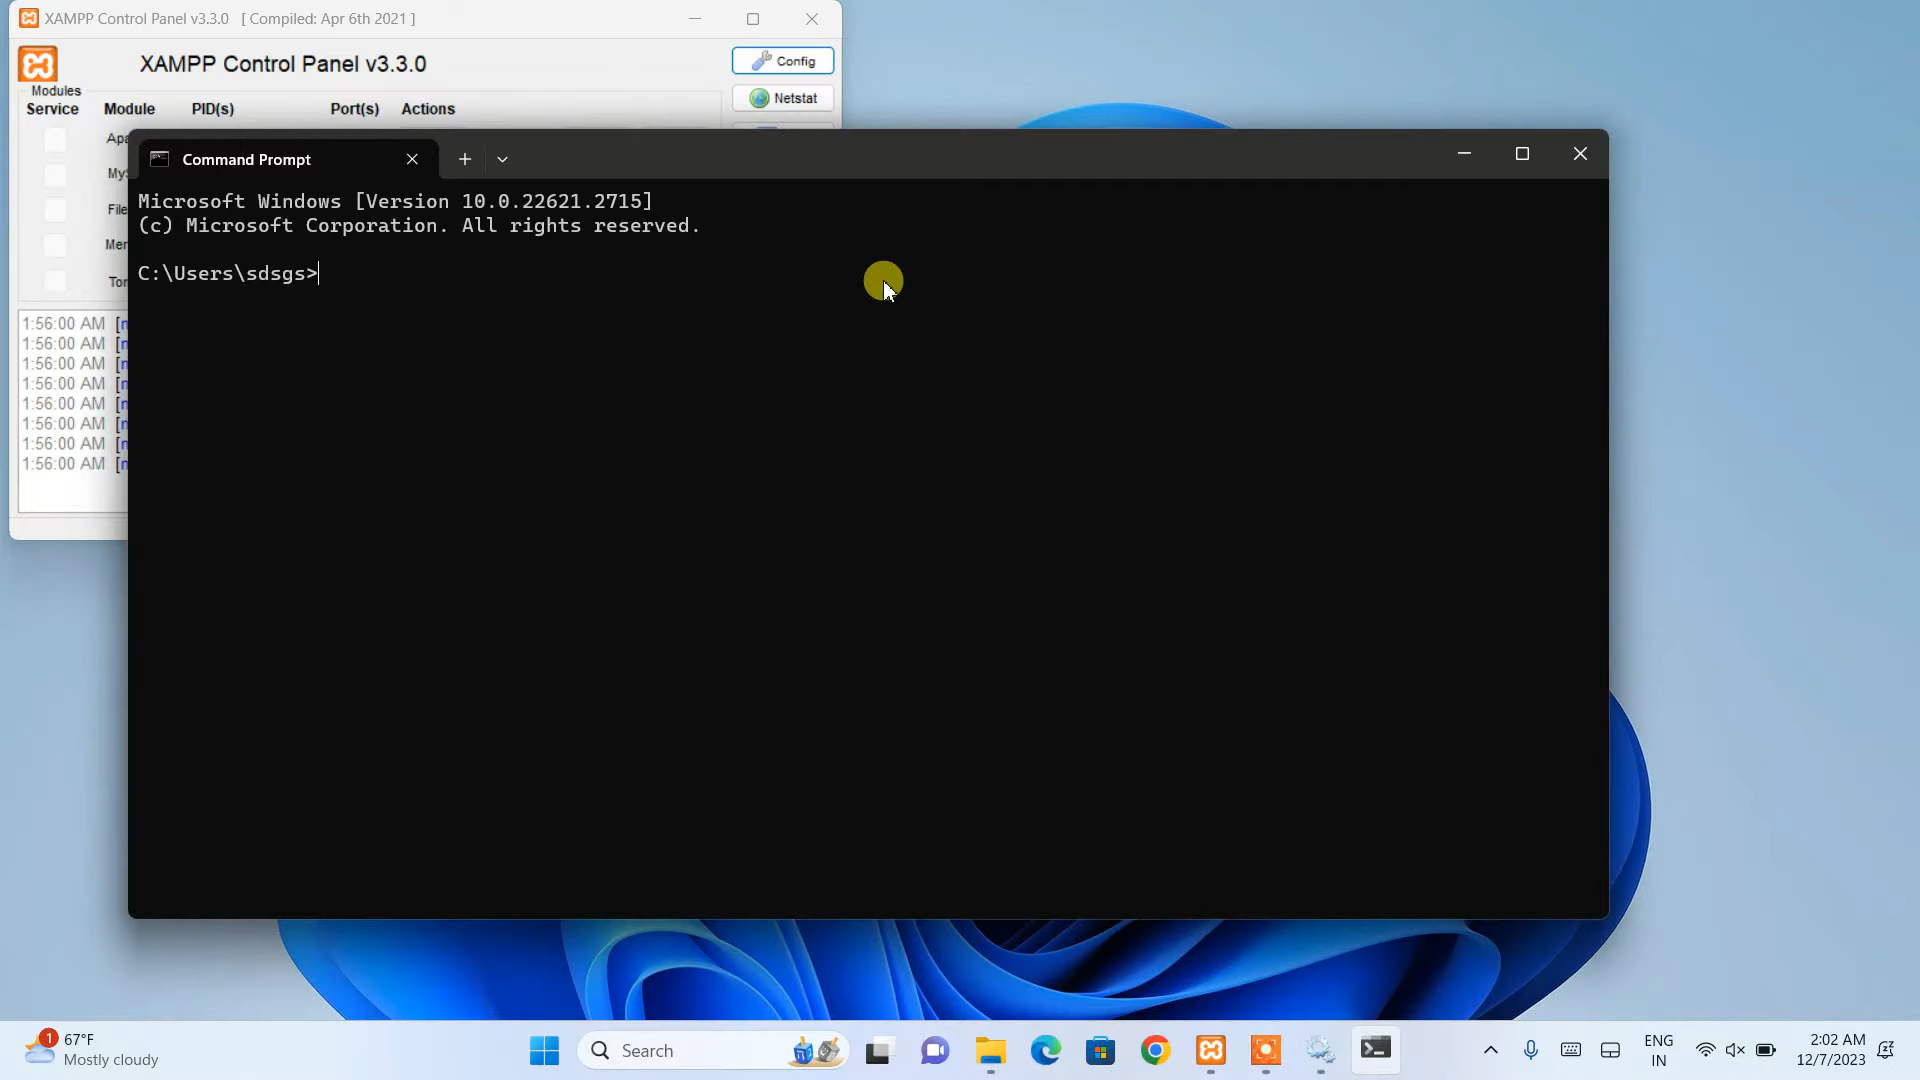 XAMPP Control Panel v3.3.0 [ Compiled: Apr 6th 2021 ]
XAMPP Control Panel v3.3.0
Config
Modules
Service Module PID(s) Port(s) Actions
Netstat
Command Prompt
Microsoft Windows [Version 10.0.22621.2715]
(c) Microsoft Corporation. All rights reserved.
C:\Users\sdsgs>
1:56:00 AM
1:56:00 AM
1:56:00 AM
1:56:00 AM
1:56:00 AM
1:56:00 AM
1:56:00 AM
1:56:00 AM
1
67°F
Mostly cloudy
Search
ENG
IN
2:02 AM
12/7/2023